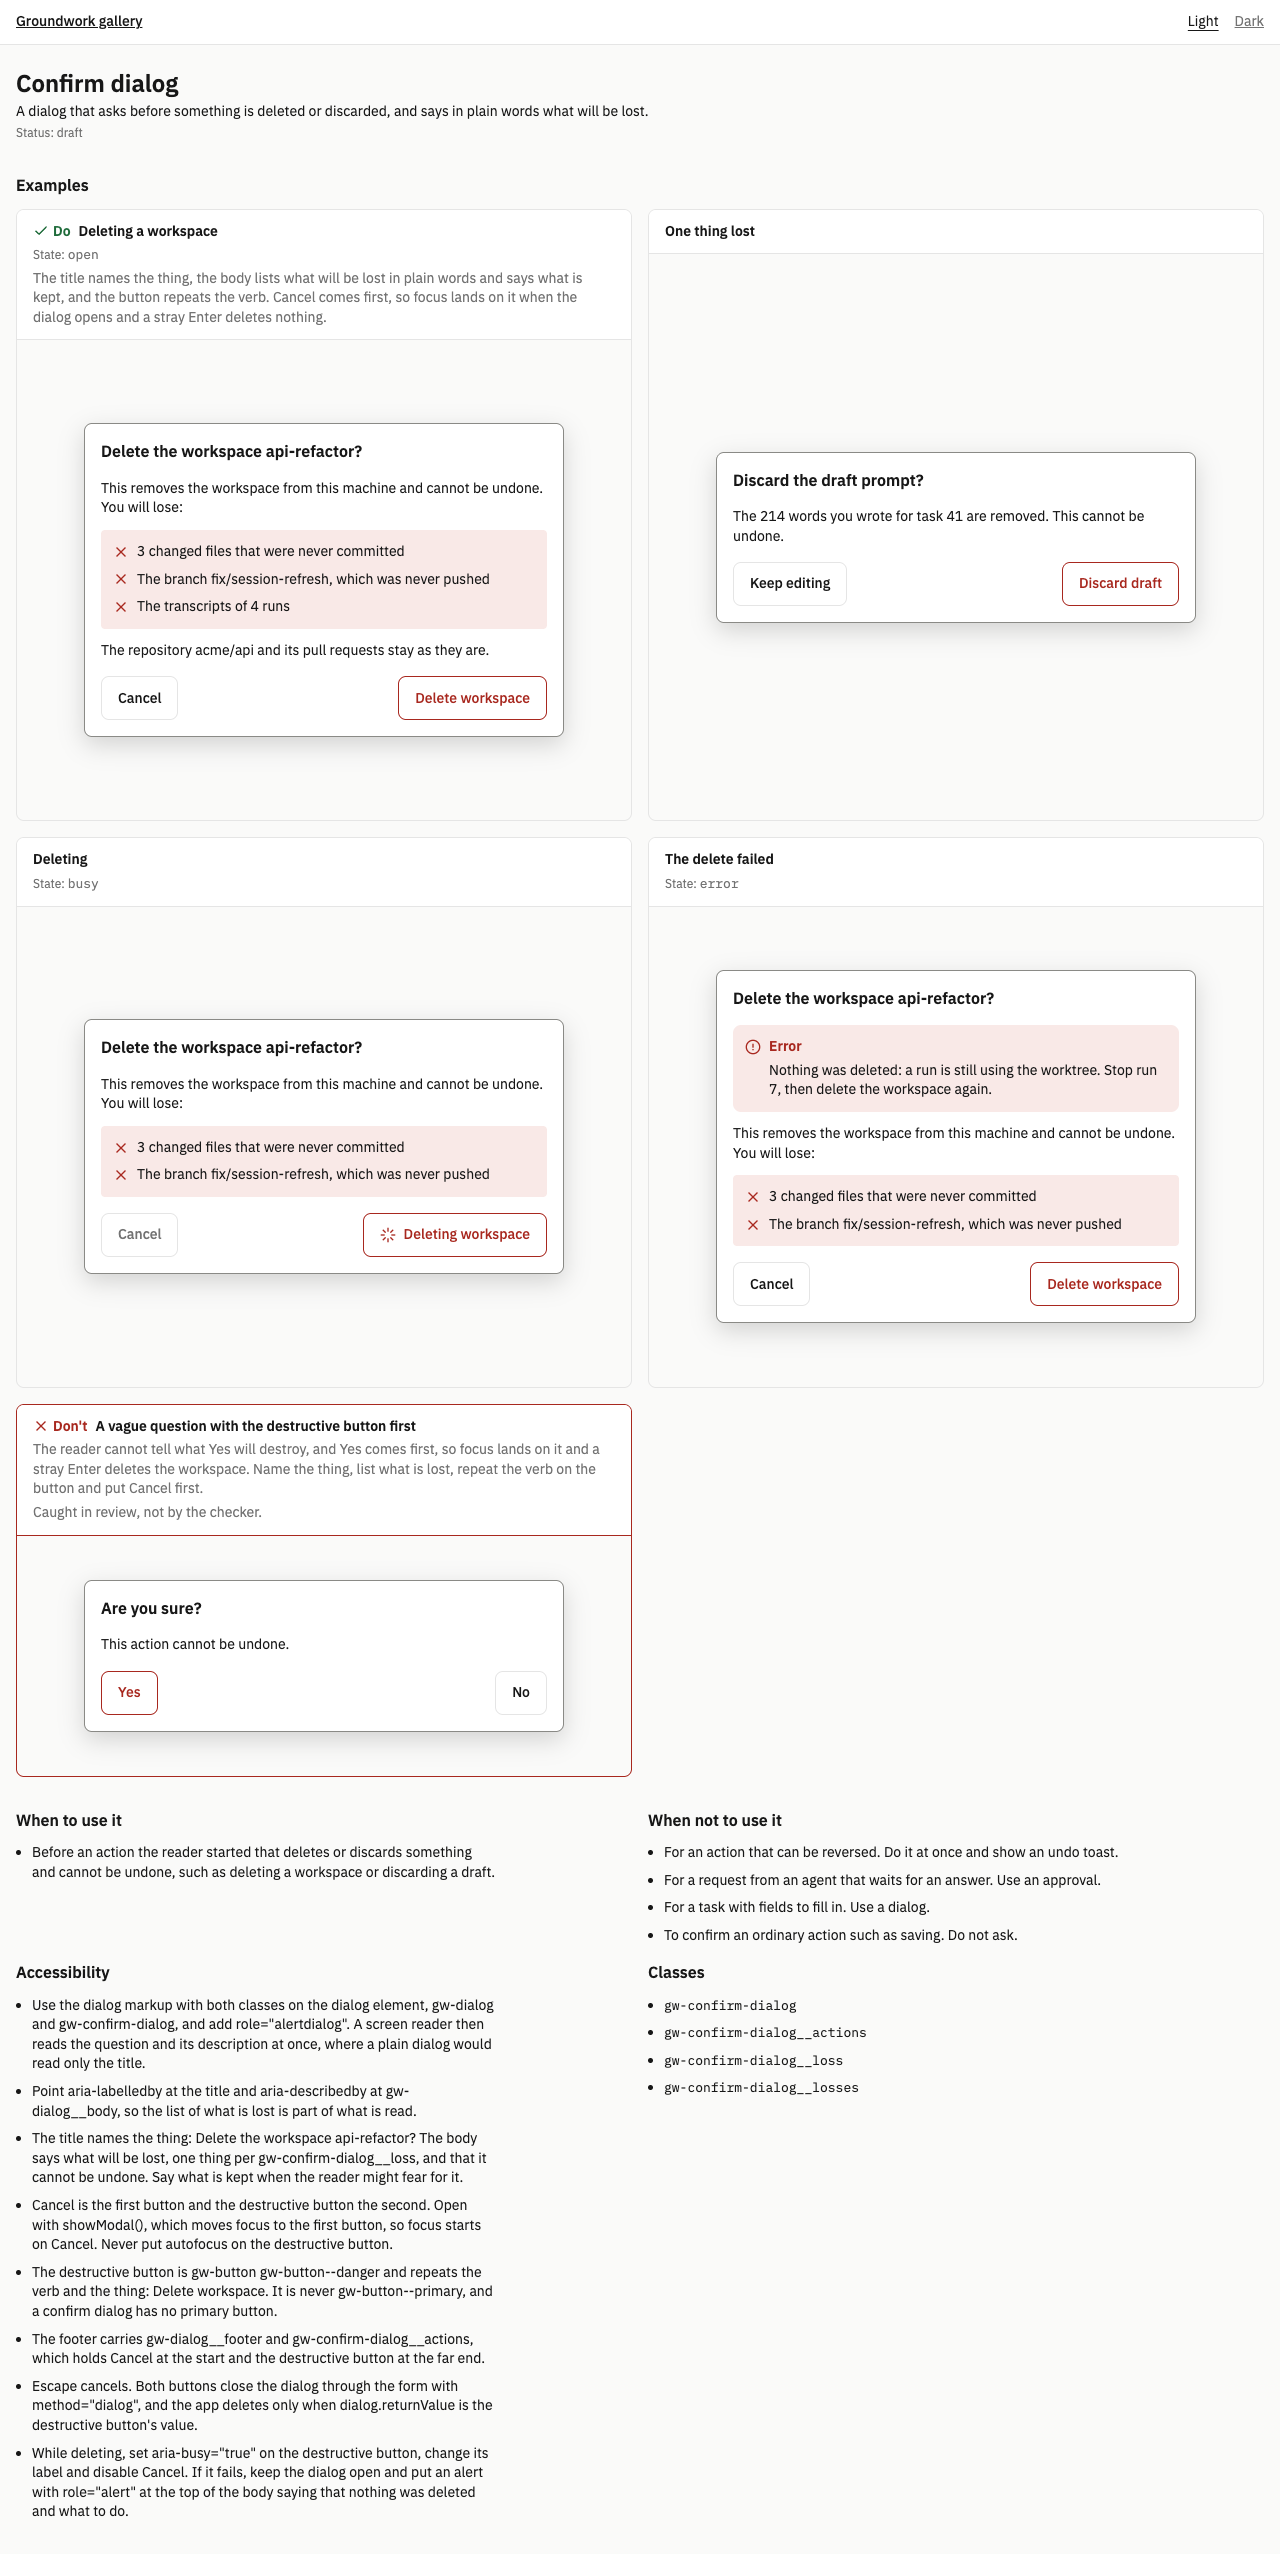 Groundwork gallery
Light Dark
Confirm dialog
A dialog that asks before something is deleted or discarded, and says in plain words what will be lost.
Status: draft
Examples
Do Deleting a workspace
State: open
The title names the thing, the body lists what will be lost in plain words and says what is
kept, and the button repeats the verb. Cancel comes first, so focus lands on it when the
dialog opens and a stray Enter deletes nothing.
Delete the workspace api-refactor?
This removes the workspace from this machine and cannot be undone.
You will lose:
3 changed files that were never committed
The branch fix/session-refresh, which was never pushed
The transcripts of 4 runs
The repository acme/api and its pull requests stay as they are.
Cancel
Delete workspace
One thing lost
Discard the draft prompt?
The 214 words you wrote for task 41 are removed. This cannot be
undone.
Keep editing
Discard draft
Deleting
State: busy
Delete the workspace api-refactor?
This removes the workspace from this machine and cannot be undone.
You will lose:
3 changed files that were never committed
The branch fix/session-refresh, which was never pushed
Cancel
Deleting workspace
The delete failed
State: error
Delete the workspace api-refactor?
Error
Nothing was deleted: a run is still using the worktree. Stop run
7, then delete the workspace again.
This removes the workspace from this machine and cannot be undone.
You will lose:
3 changed files that were never committed
The branch fix/session-refresh, which was never pushed
Cancel
Delete workspace
Don't A vague question with the destructive button first
The reader cannot tell what Yes will destroy, and Yes comes first, so focus lands on it and a
stray Enter deletes the workspace. Name the thing, list what is lost, repeat the verb on the
button and put Cancel first.
Caught in review, not by the checker.
Are you sure?
This action cannot be undone.
Yes
No
When to use it
Before an action the reader started that deletes or discards something
and cannot be undone, such as deleting a workspace or discarding a draft.
When not to use it
For an action that can be reversed. Do it at once and show an undo toast.
For a request from an agent that waits for an answer. Use an approval.
For a task with fields to fill in. Use a dialog.
To confirm an ordinary action such as saving. Do not ask.
Accessibility
Use the dialog markup with both classes on the dialog element, gw-dialog
and gw-confirm-dialog, and add role="alertdialog". A screen reader then
reads the question and its description at once, where a plain dialog would
read only the title.
Point aria-labelledby at the title and aria-describedby at gw-
dialog__body, so the list of what is lost is part of what is read.
The title names the thing: Delete the workspace api-refactor? The body
says what will be lost, one thing per gw-confirm-dialog__loss, and that it
cannot be undone. Say what is kept when the reader might fear for it.
Cancel is the first button and the destructive button the second. Open
with showModal(), which moves focus to the first button, so focus starts
on Cancel. Never put autofocus on the destructive button.
The destructive button is gw-button gw-button--danger and repeats the
verb and the thing: Delete workspace. It is never gw-button--primary, and
a confirm dialog has no primary button.
The footer carries gw-dialog__footer and gw-confirm-dialog__actions,
which holds Cancel at the start and the destructive button at the far end.
Escape cancels. Both buttons close the dialog through the form with
method="dialog", and the app deletes only when dialog.returnValue is the
destructive button's value.
While deleting, set aria-busy="true" on the destructive button, change its
label and disable Cancel. If it fails, keep the dialog open and put an alert
with role="alert" at the top of the body saying that nothing was deleted
and what to do.
Classes
gw-confirm-dialog
gw-confirm-dialog__actions
gw-confirm-dialog__loss
gw-confirm-dialog__losses